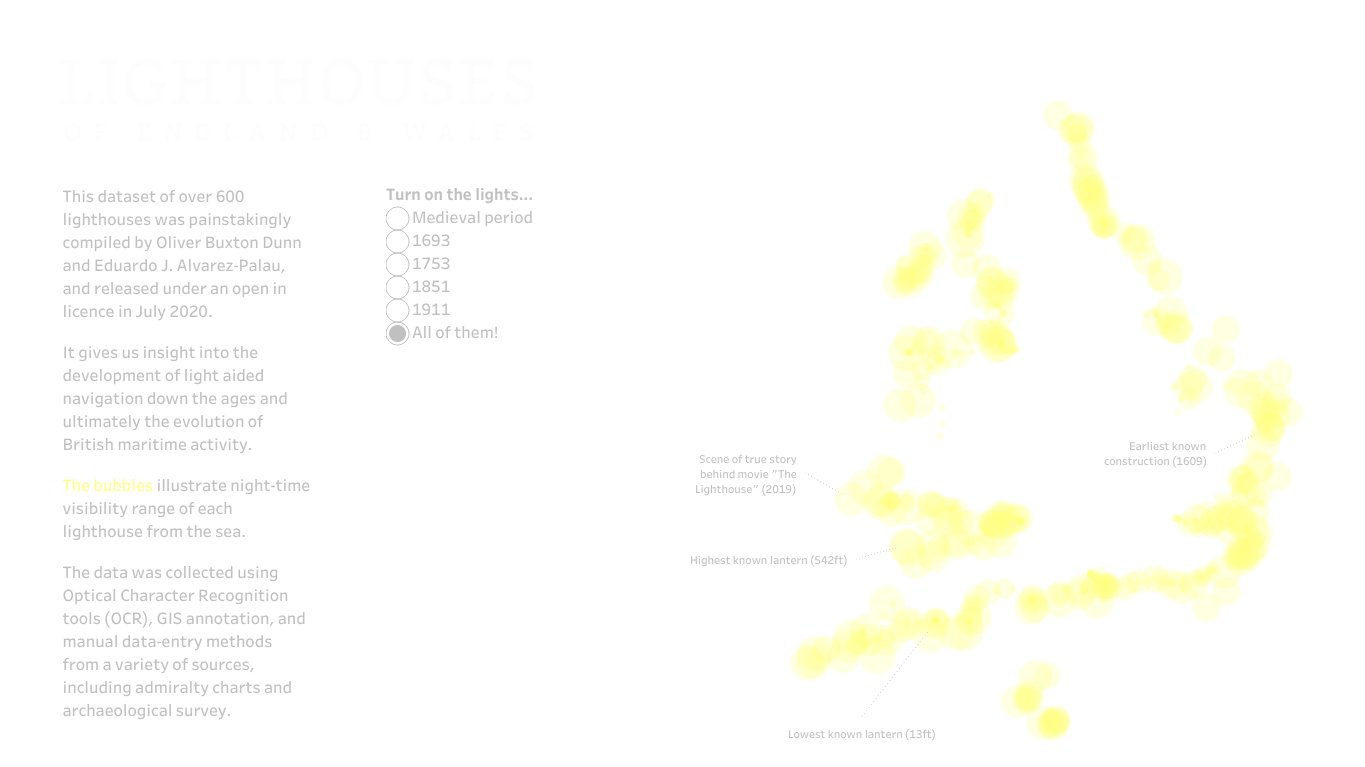 LIGHTHOUSES
OF ENGLAND & WALES
This dataset of over 600
lighthouses was painstakingly
compiled by Oliver Buxton Dunn
and Eduardo J. Alvarez-Palau,
and released under an open in
licence in July 2020.
It gives us insight into the
development of light aided
navigation down the ages and
ultimately the evolution of
British maritime activity.
The bubbles illustrate night-time
visibility range of each
lighthouse from the sea.
The data was collected using
Optical Character Recognition
tools (OCR), GIS annotation, and
manual data-entry methods
from a variety of sources,
including admiralty charts and
archaeological survey.
Turn on the lights...
Medieval period
1693
1753
1851
1911
All of them!
Earliest known
construction (1609)
Scene of true story
behind movie "The
Lighthouse" (2019)
Highest known lantern (542ft)
Lowest known lantern (13ft)